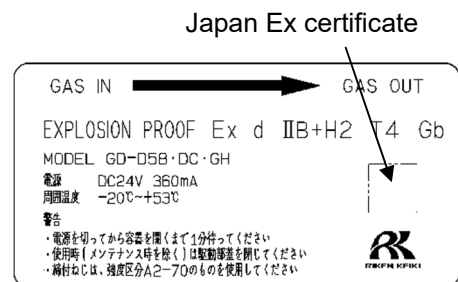 Japan Ex certificate
GAS IN GAS OUT
EXPLOSION PROOF Ex d ⅡB+H2 T4 Gb
MODEL GD-D58・DC・GH
電源 DC24V 360mA
周囲温度 -20℃~+53℃
警告
・電源を切ってから容器を開くまで1分待ってください
・使用時(メンテナンス時を除く)は駆動部蓋を閉じてください
・締付ねじは、強度区分A2-70のものを使用してください
RIKEN KEIKI